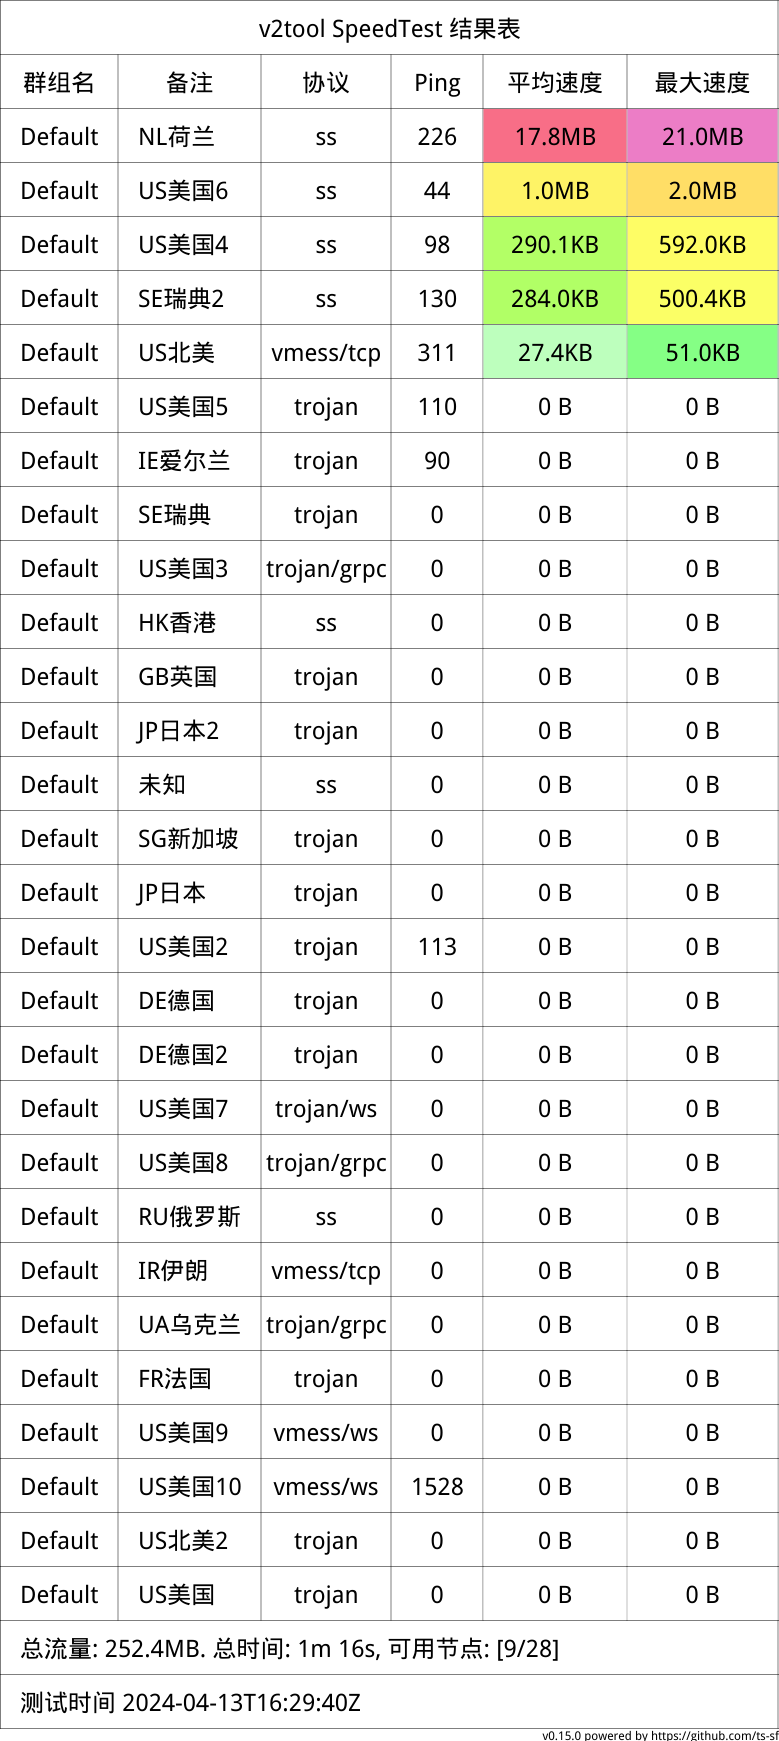 v2tool SpeedTest 结果表
群组名 备注 协议 Ping 平均速度 最大速度
Default NL荷兰 ss 226 17.8MB 21.0MB
Default US美国6 ss 44 1.0MB 2.0MB
Default US美国4 ss 98 290.1KB 592.0KB
Default SE瑞典2 ss 130 284.0KB 500.4KB
Default US北美 vmess/tcp 311 27.4KB 51.0KB
Default US美国5 trojan 110 0 B 0 B
Default IE爱尔兰 trojan 90 0 B 0 B
Default SE瑞典 trojan 0 0 B 0 B
Default US美国3 trojan/grpc 0 0 B 0 B
Default HK香港 ss 0 0 B 0 B
Default GB英国 trojan 0 0 B 0 B
Default JP日本2 trojan 0 0 B 0 B
Default 未知 ss 0 0 B 0 B
Default SG新加坡 trojan 0 0 B 0 B
Default JP日本 trojan 0 0 B 0 B
Default US美国2 trojan 113 0 B 0 B
Default DE德国 trojan 0 0 B 0 B
Default DE德国2 trojan 0 0 B 0 B
Default US美国7 trojan/ws 0 0 B 0 B
Default US美国8 trojan/grpc 0 0 B 0 B
Default RU俄罗斯 ss 0 0 B 0 B
Default IR伊朗 vmess/tcp 0 0 B 0 B
Default UA乌克兰 trojan/grpc 0 0 B 0 B
Default FR法国 trojan 0 0 B 0 B
Default US美国9 vmess/ws 0 0 B 0 B
Default US美国10 vmess/ws 1528 0 B 0 B
Default US北美2 trojan 0 0 B 0 B
Default US美国 trojan 0 0 B 0 B
总流量: 252.4MB. 总时间: 1m 16s, 可用节点: [9/28]
测试时间 2024-04-13T16:29:40Z
v0.15.0 powered by https://github.com/ts-sf